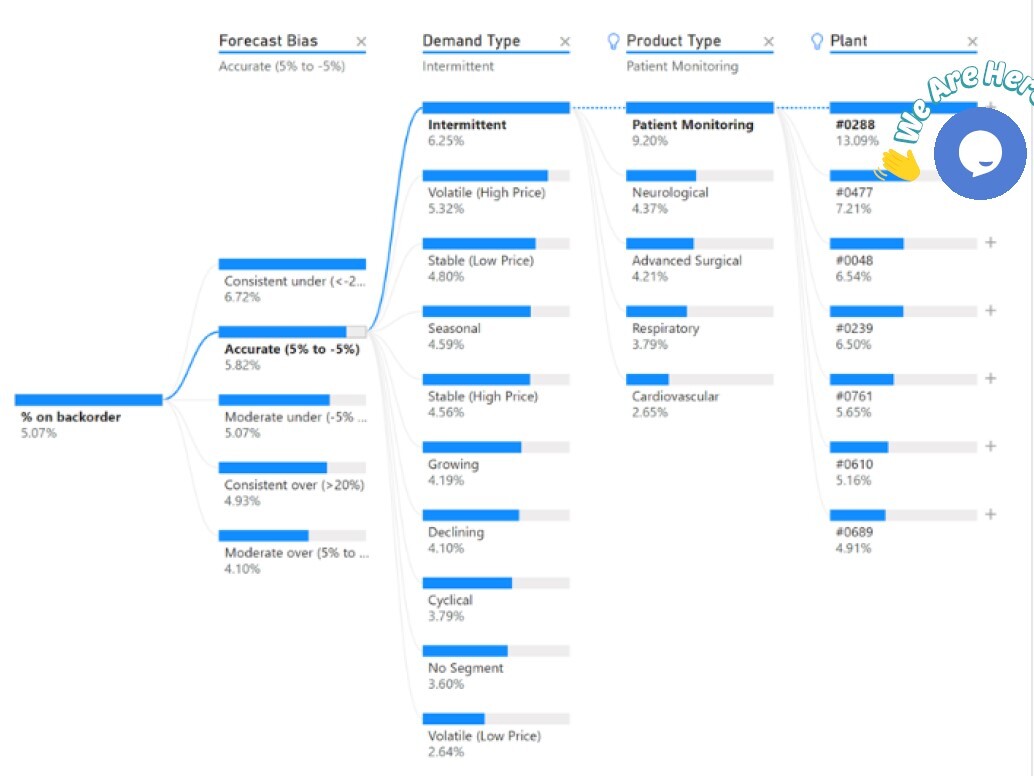 Forecast Bias
Accurate (5% to -5%)
Demand Type
Intermittent
Product Type
Patient Monitoring
Plant
We Are Here
% on backorder
5.07%
Consistent under (<-2...
6.72%
Accurate (5% to -5%)
5.82%
Moderate under (-5% ...
5.07%
Consistent over (>20%)
4.93%
Moderate over (5% to ...
4.10%
Intermittent
6.25%
Volatile (High Price)
5.32%
Stable (Low Price)
4.80%
Seasonal
4.59%
Stable (High Price)
4.56%
Growing
4.19%
Declining
4.10%
Cyclical
3.79%
No Segment
3.60%
Volatile (Low Price)
2.64%
Patient Monitoring
9.20%
Neurological
4.37%
Advanced Surgical
4.21%
Respiratory
3.79%
Cardiovascular
2.65%
#0288
13.09%
#0477
7.21%
#0048
6.54%
#0239
6.50%
#0761
5.65%
#0610
5.16%
#0689
4.91%